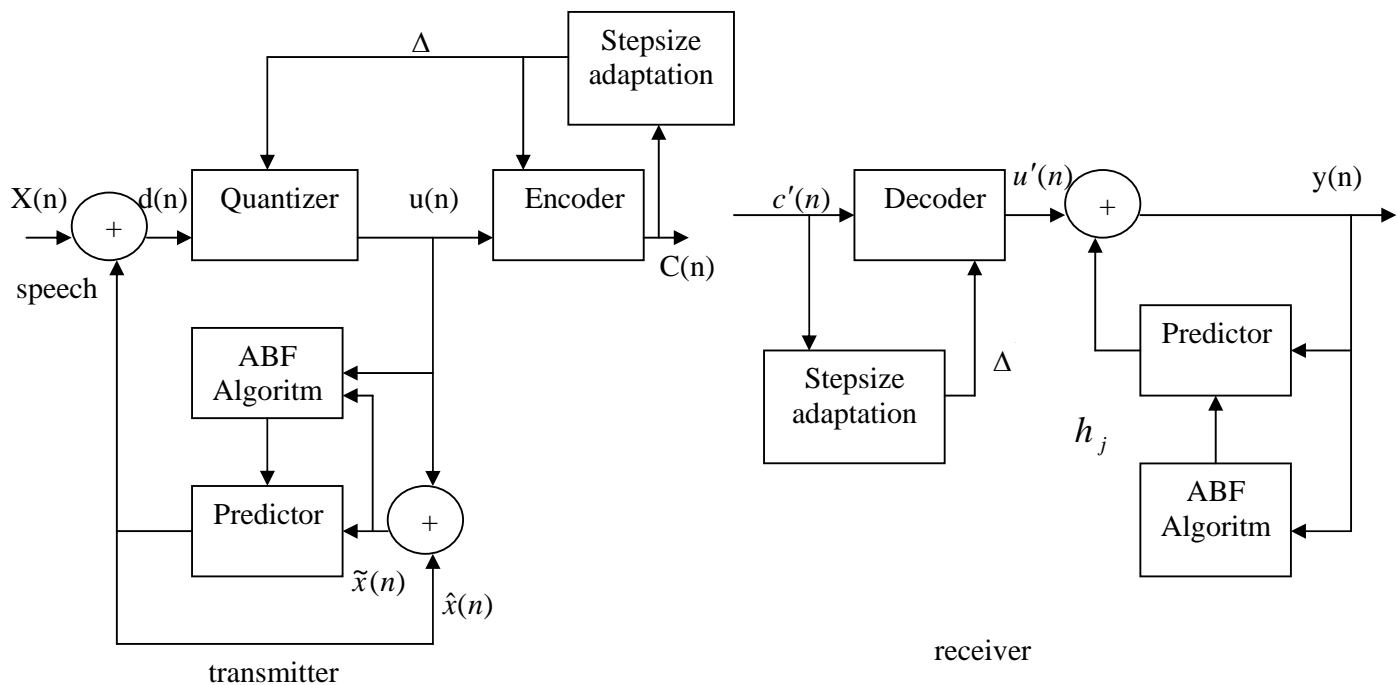 Δ
Stepsize
adaptation
X(n)
+
d(n)
Quantizer
u(n)
Encoder
C(n)
speech
ABF
Algoritm
Predictor
+
x̃(n)
x̂(n)
transmitter
c′(n)
Decoder
u′(n)
+
y(n)
Stepsize
adaptation
Δ
Predictor
h j
ABF
Algoritm
receiver